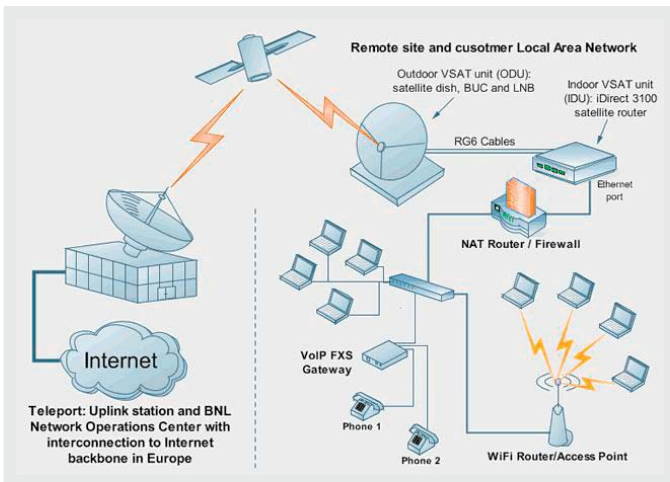 Remote site and cusotmer Local Area Network
Outdoor VSAT unit (ODU):
satellite dish, BUC and LNB
Indoor VSAT unit
(IDU): iDirect 3100
satellite router
RG6 Cables
Ethernet
port
NAT Router / Firewall
VoIP FXS
Gateway
Phone 1
Phone 2
WiFi Router/Access Point
Internet
Teleport: Uplink station and BNL
Network Operations Center with
interconnection to Internet
backbone in Europe